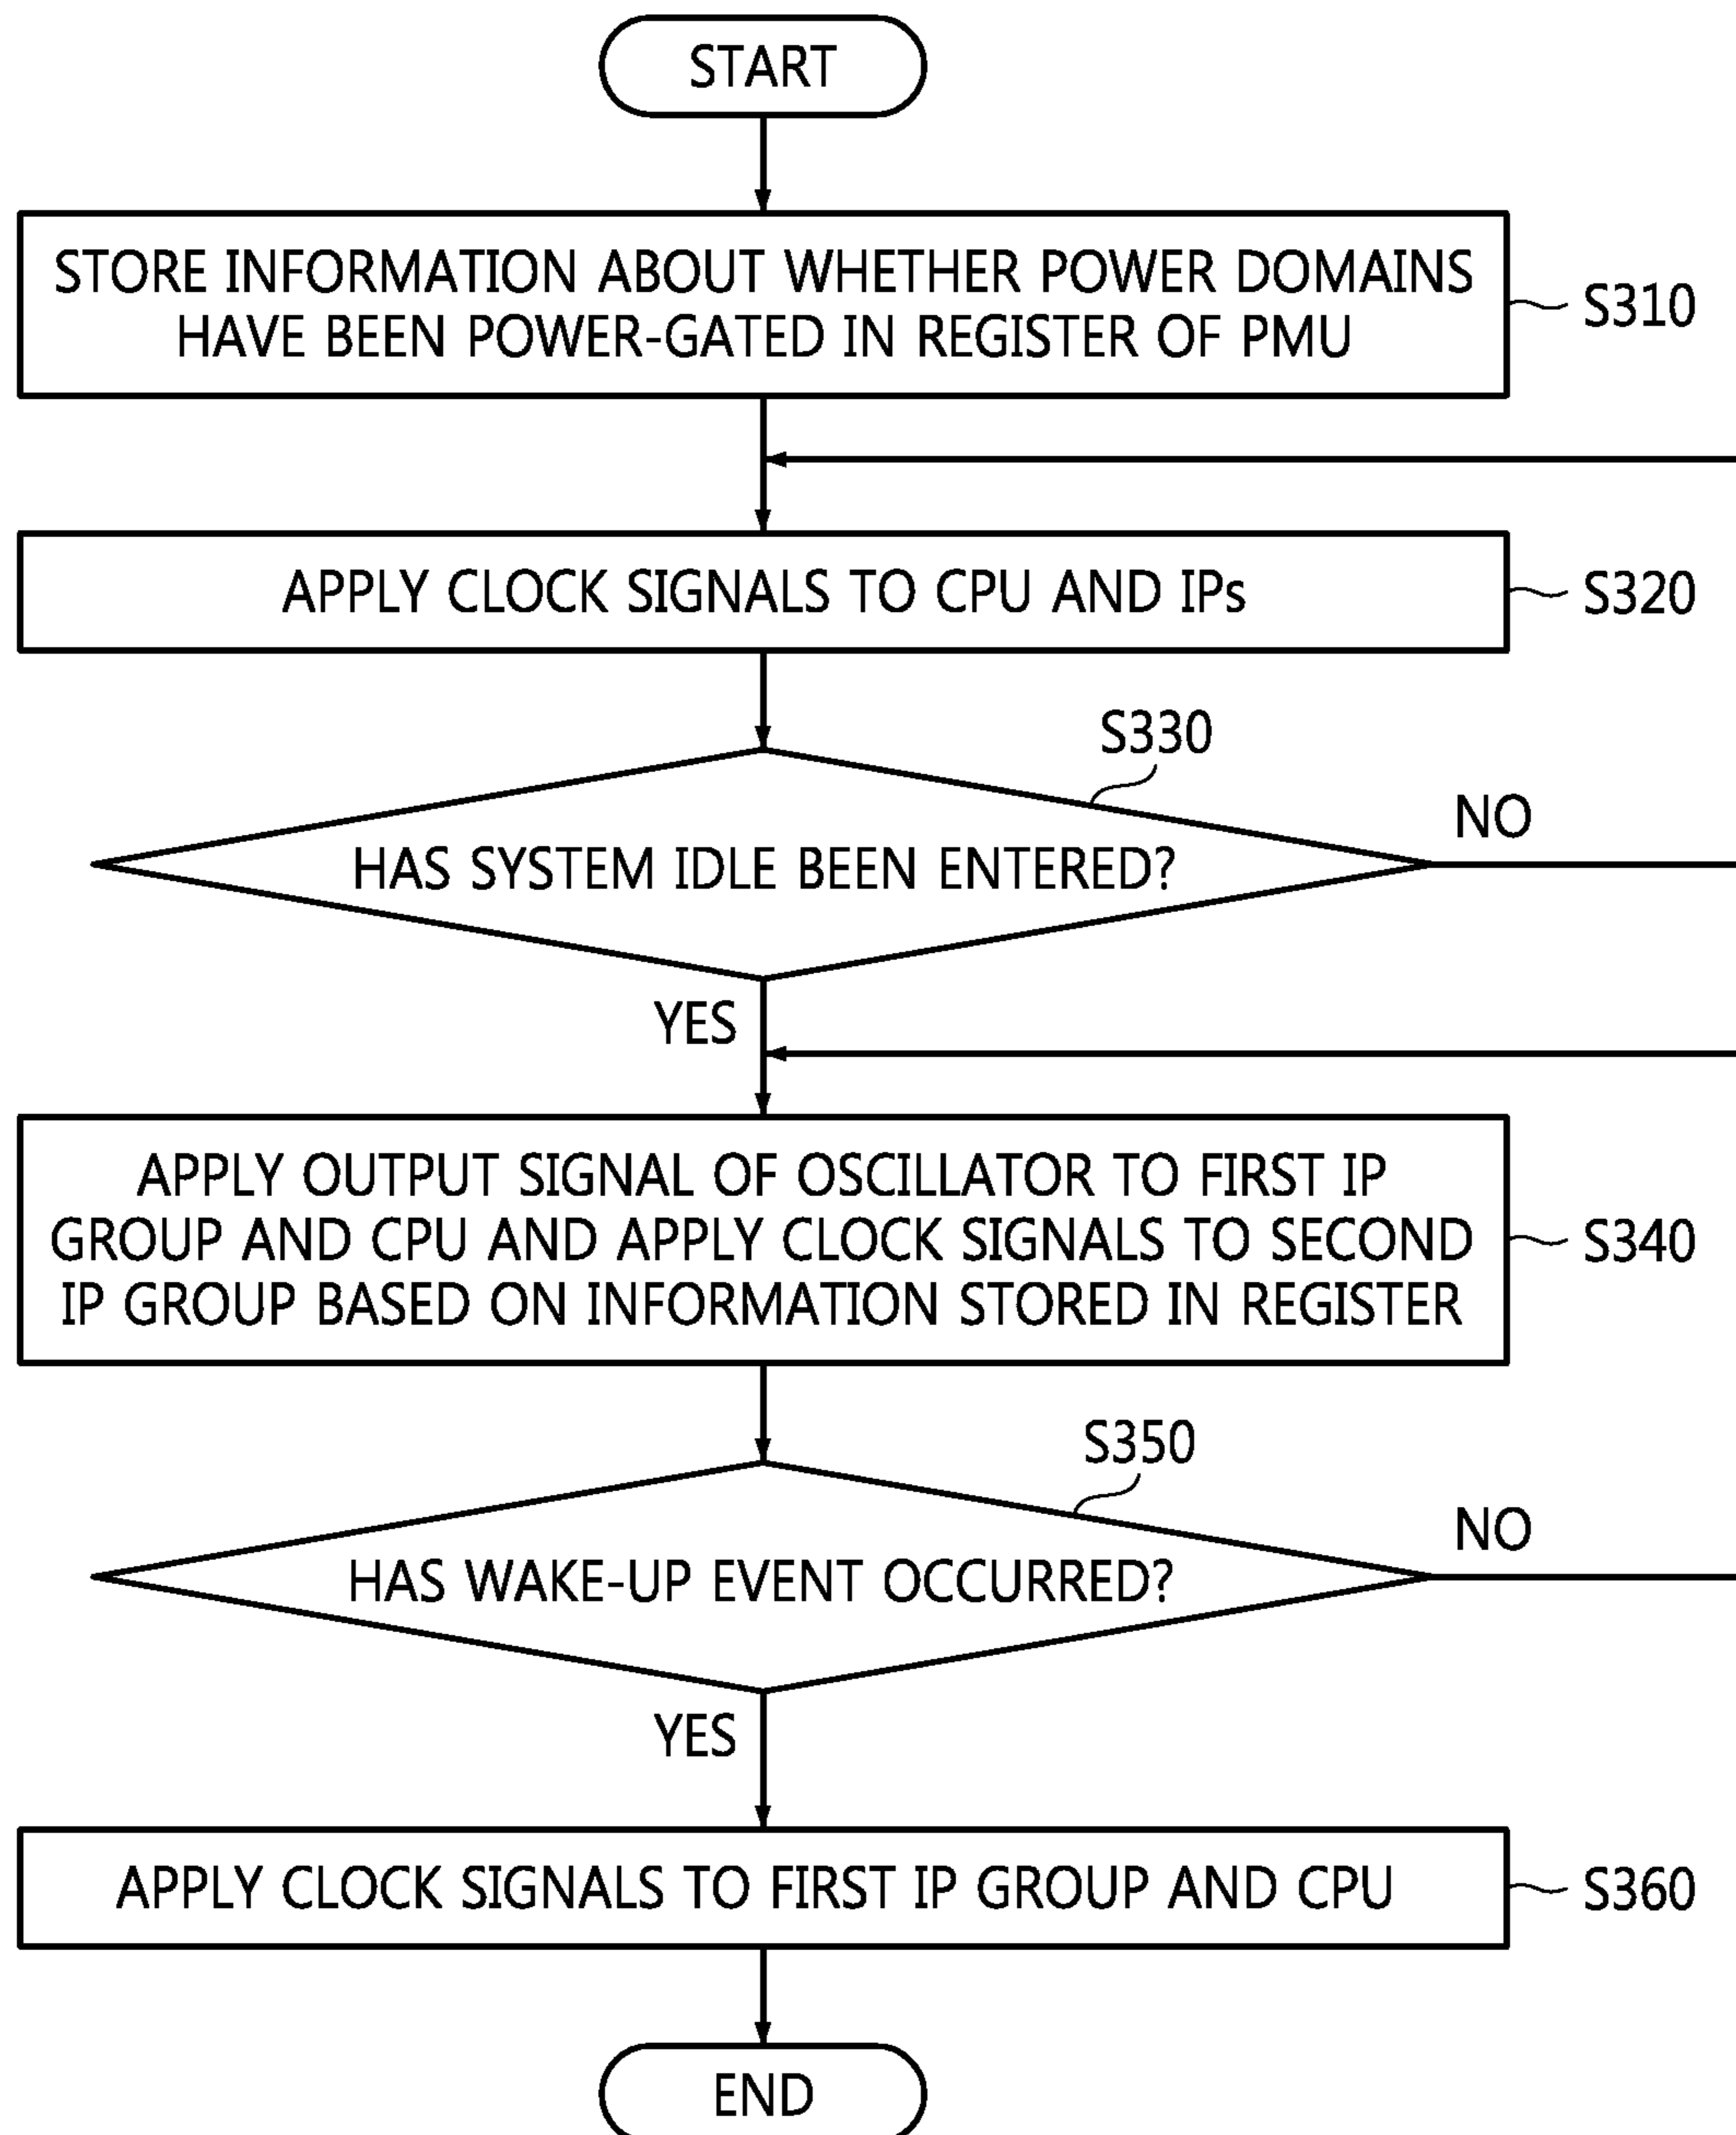 START
STORE INFORMATION ABOUT WHETHER POWER DOMAINS
HAVE BEEN POWER-GATED IN REGISTER OF PMU
S310
APPLY CLOCK SIGNALS TO CPU AND IPs
S320
S330
HAS SYSTEM IDLE BEEN ENTERED?
NO
YES
APPLY OUTPUT SIGNAL OF OSCILLATOR TO FIRST IP
GROUP AND CPU AND APPLY CLOCK SIGNALS TO SECOND
IP GROUP BASED ON INFORMATION STORED IN REGISTER
S340
S350
HAS WAKE-UP EVENT OCCURRED?
NO
YES
APPLY CLOCK SIGNALS TO FIRST IP GROUP AND CPU
S360
END